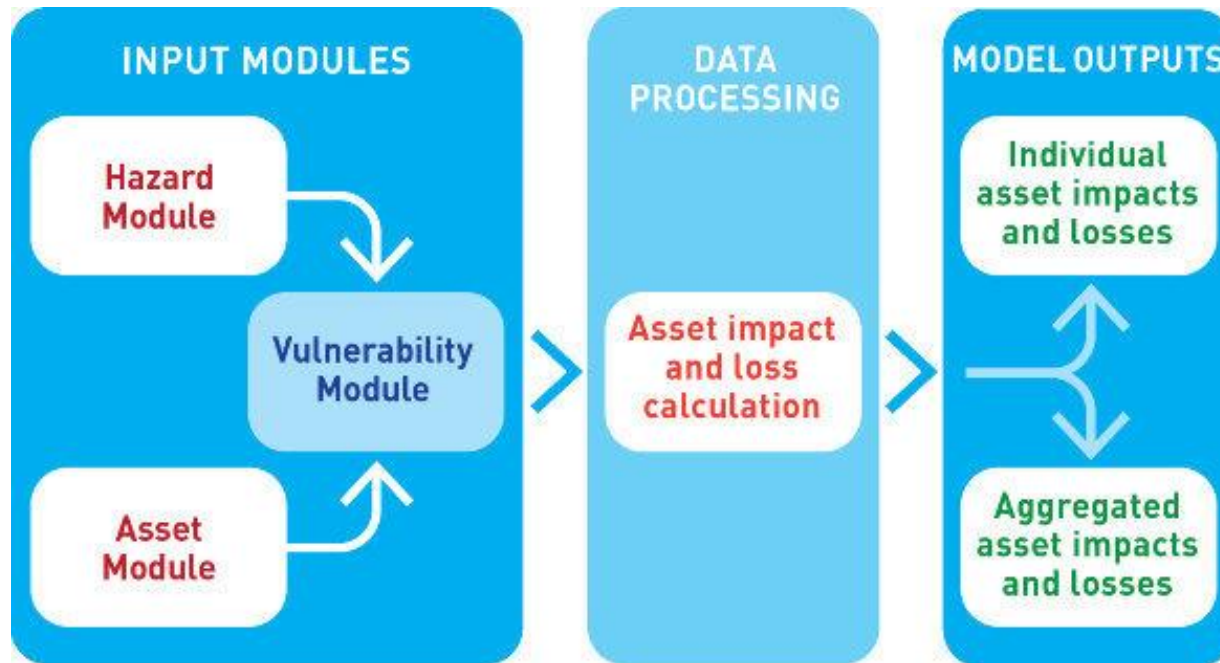 INPUT MODULES
Hazard
Module
Vulnerability
Module
Asset
Module
DATA
PROCESSING
Asset impact
and loss
calculation
MODEL OUTPUTS
Individual
asset impacts
and losses
Aggregated
asset impacts
and losses